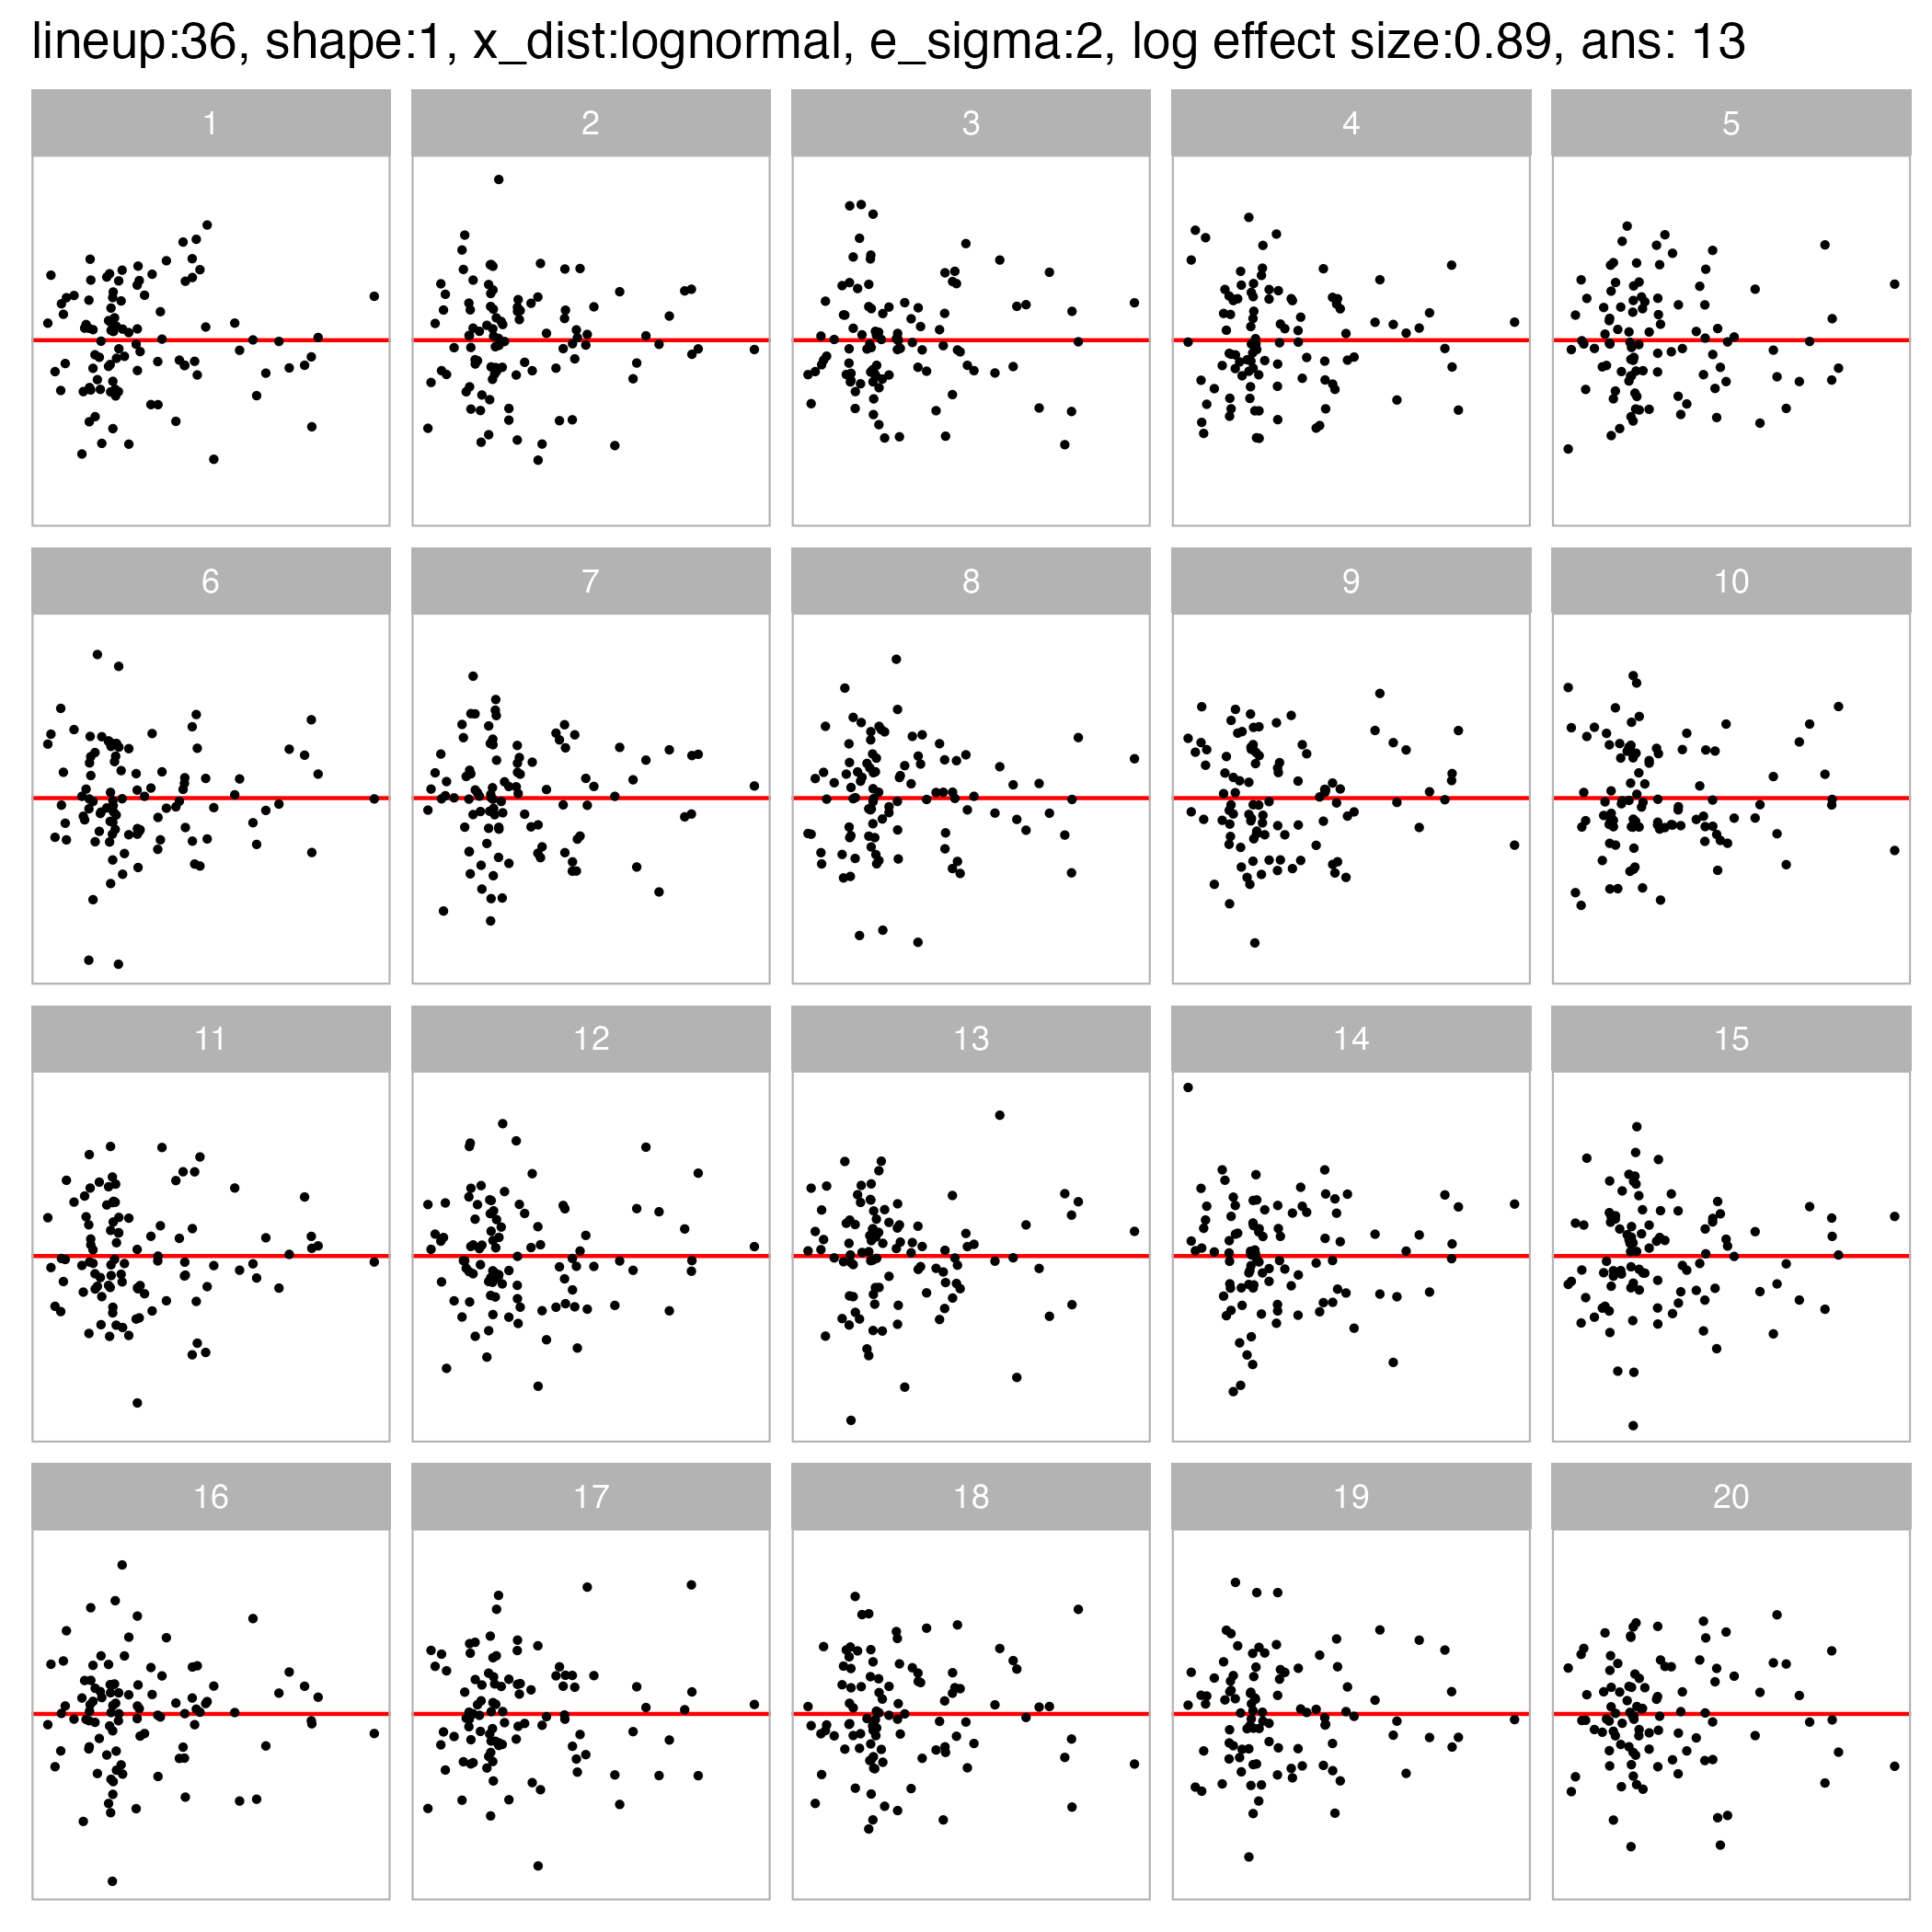 lineup:36, shape:1, x_dist:lognormal, e_sigma:2, log effect size:0.89, ans: 13
1 2 3 4 5
6 7 8 9 10
11 12 13 14 15
16 17 18 19 20